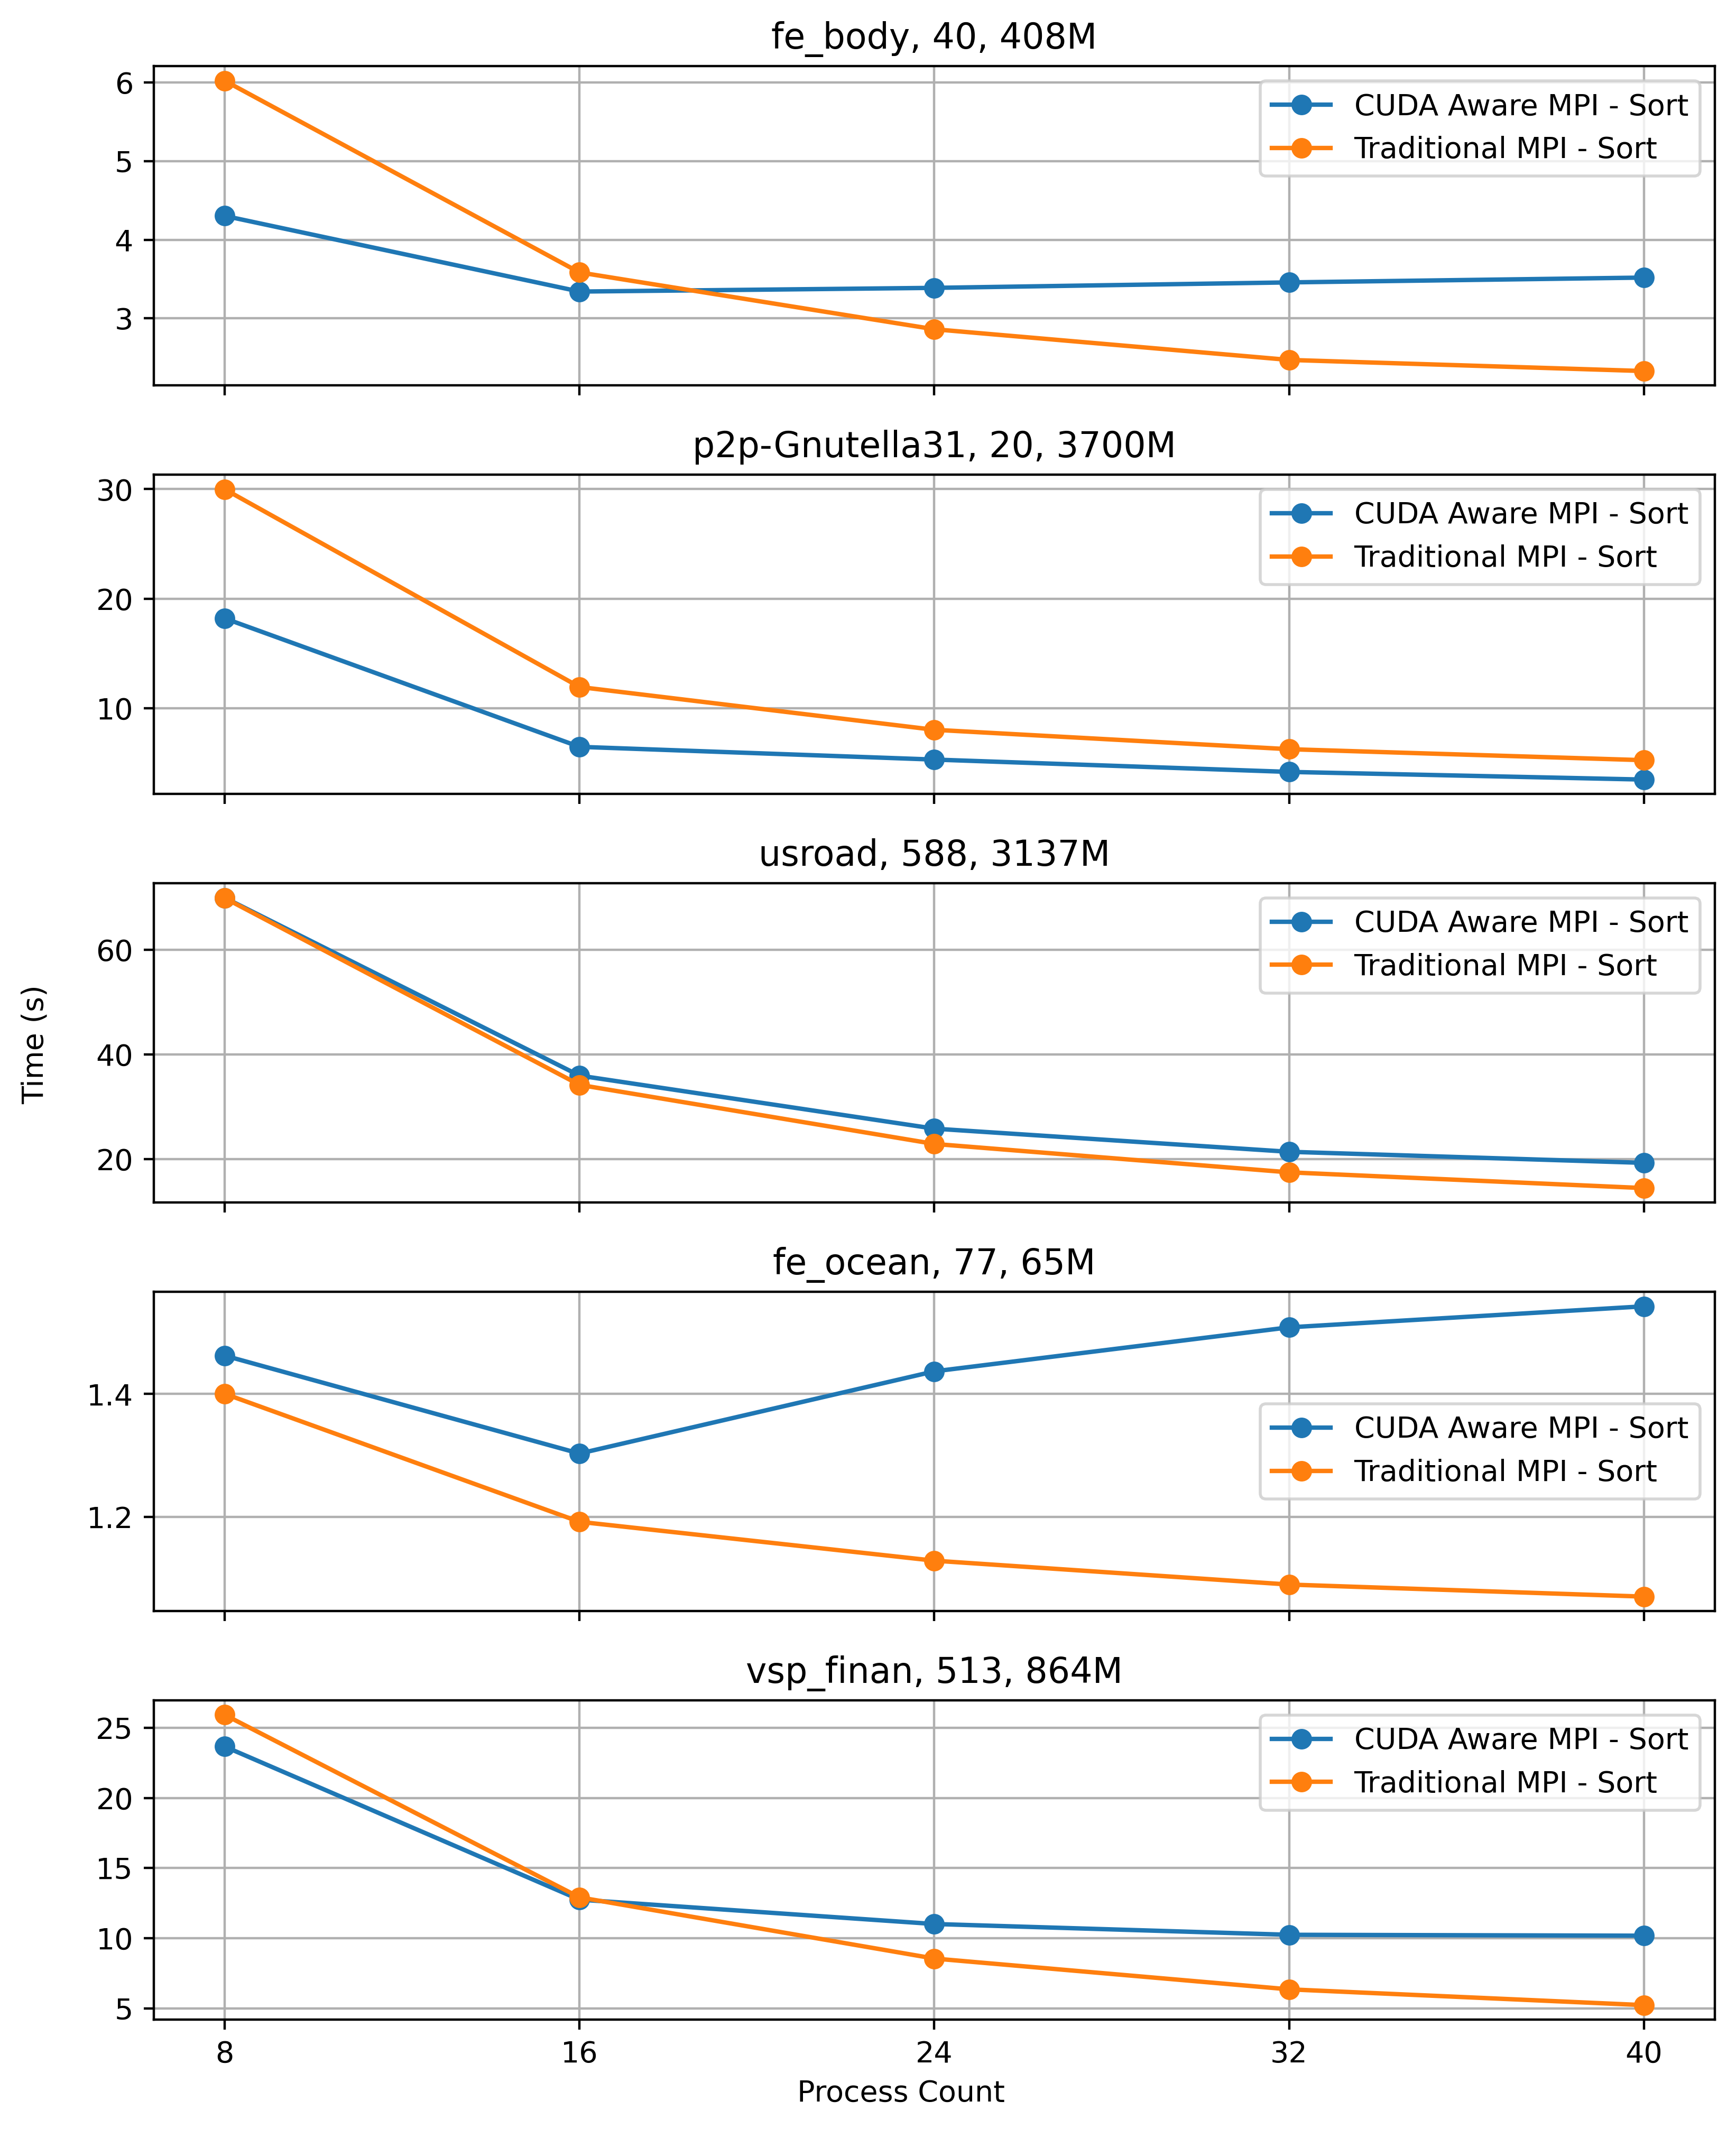 fe_body, 40, 408M
6
5
4
3
CUDA Aware MPI - Sort
Traditional MPI - Sort
p2p-Gnutella31, 20, 3700M
30
20
10
CUDA Aware MPI - Sort
Traditional MPI - Sort
usroad, 588, 3137M
60
40
20
CUDA Aware MPI - Sort
Traditional MPI - Sort
Time (s)
fe_ocean, 77, 65M
1.4
1.2
CUDA Aware MPI - Sort
Traditional MPI - Sort
vsp_finan, 513, 864M
25
20
15
10
5
CUDA Aware MPI - Sort
Traditional MPI - Sort
8 16 24 32 40
Process Count